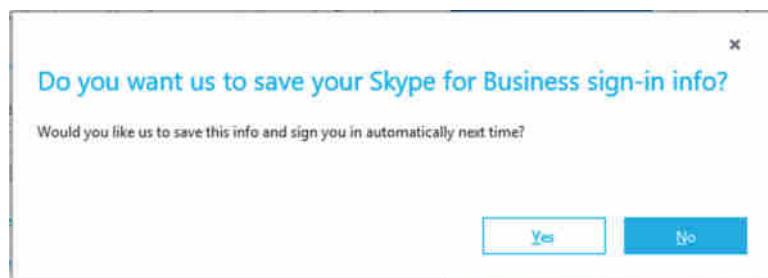 Do you want us to save your Skype for Business sign-in info?
Would you like us to save this info and sign you in automatically next time?
Yes No